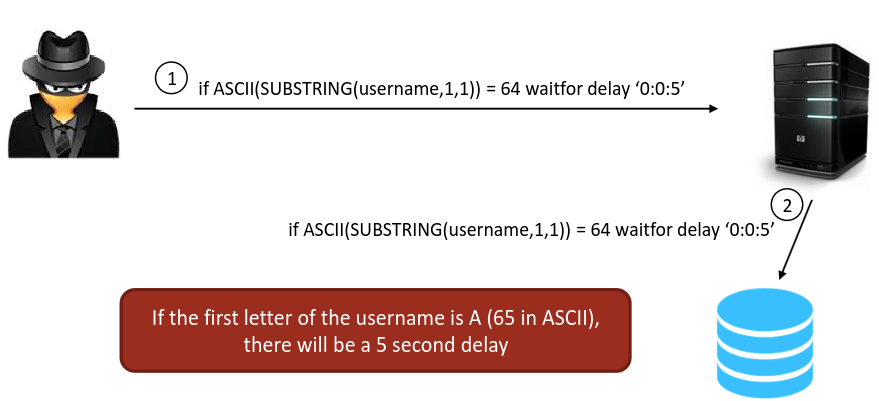 1
if ASCII(SUBSTRING(username,1,1)) = 64 waitfor delay ‘0:0:5’
2
if ASCII(SUBSTRING(username,1,1)) = 64 waitfor delay ‘0:0:5’
If the first letter of the username is A (65 in ASCII),
there will be a 5 second delay